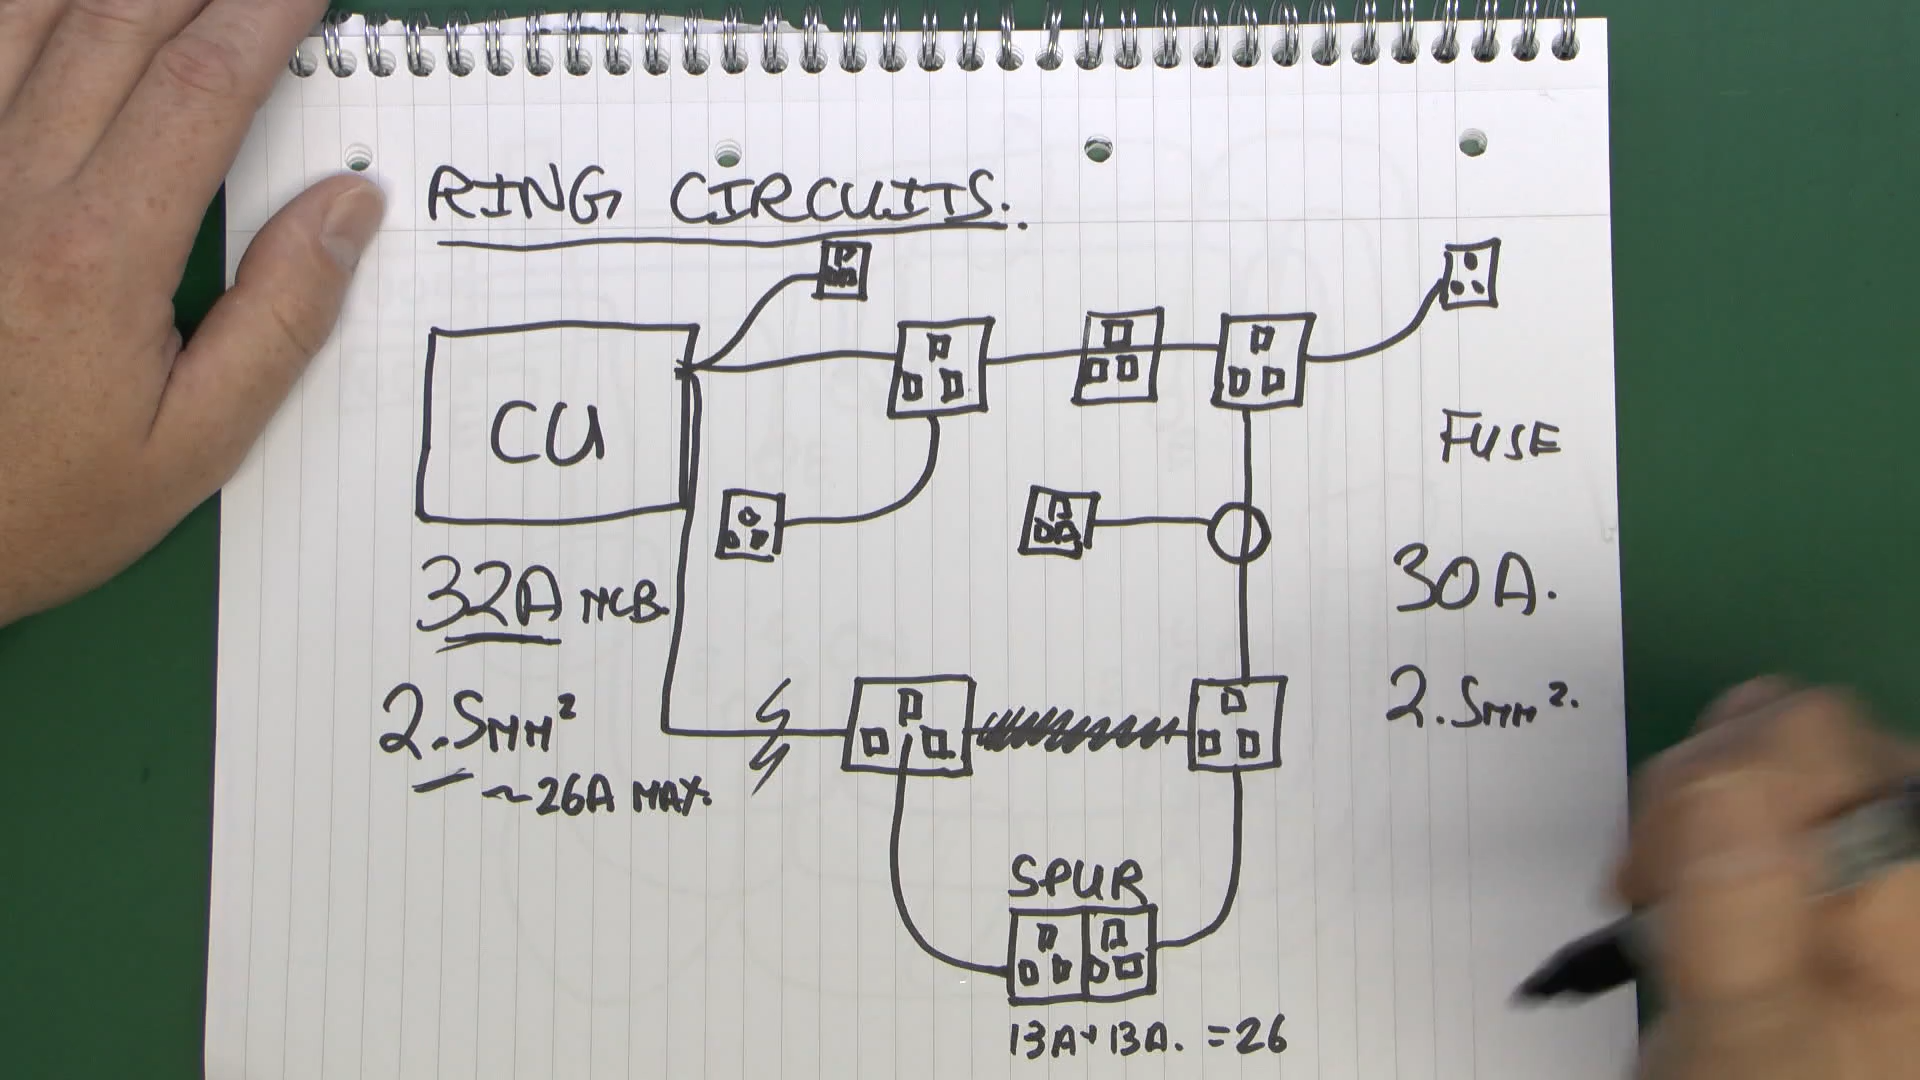 RING CIRCUITS.
CU
FUSE
32A MCB.
30A.
2.5MM²
2.5MM².
~26A MAX.
SPUR
13A+13A. =26